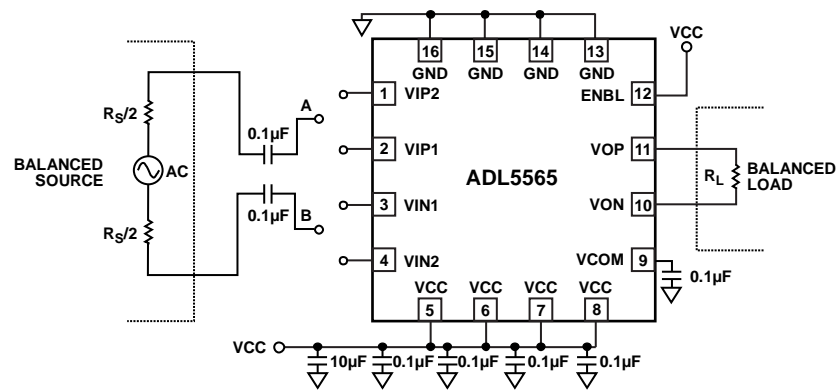 VCC
16
15
14
13
GND
GND
GND
GND
ENBL
12
1
VIP2
A
R_S/2
0.1µF
2
VIP1
VOP
11
BALANCED
SOURCE
AC
ADL5565
R_L
BALANCED
LOAD
0.1µF
B
3
VIN1
VON
10
R_S/2
4
VIN2
VCOM
9
0.1µF
VCC
VCC
VCC
VCC
5
6
7
8
VCC
10µF
0.1µF
0.1µF
0.1µF
0.1µF